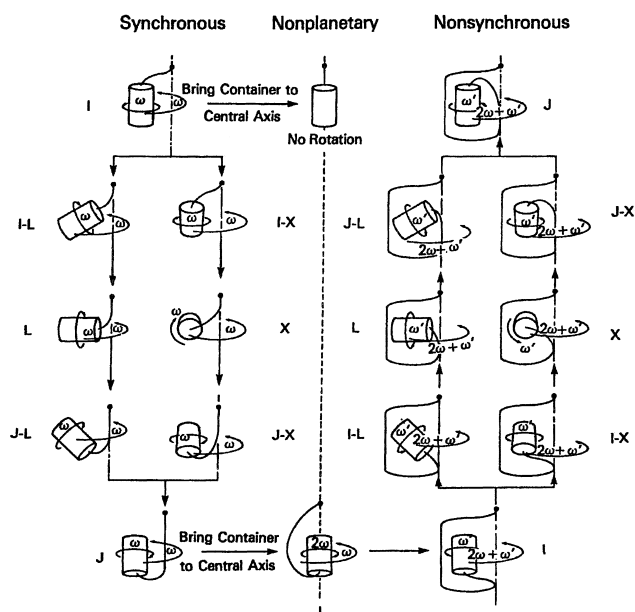 Synchronous Nonplanetary Nonsynchronous
I ω ω Bring Container to Central Axis No Rotation ω' 2ω + ω' J
I-L ω ω ω ω I-X J-L ω' 2ω + ω' ω' 2ω + ω' J-X
L ω ω ω ω X L ω' 2ω + ω' ω' 2ω + ω' X
J-L ω ω ω ω J-X I-L ω' 2ω + ω' ω' 2ω + ω' I-X
J ω ω Bring Container to Central Axis 2ω ω ω' 2ω + ω' I